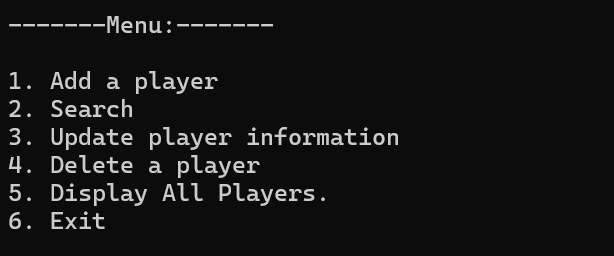 -------Menu:-------
1. Add a player
2. Search
3. Update player information
4. Delete a player
5. Display All Players.
6. Exit